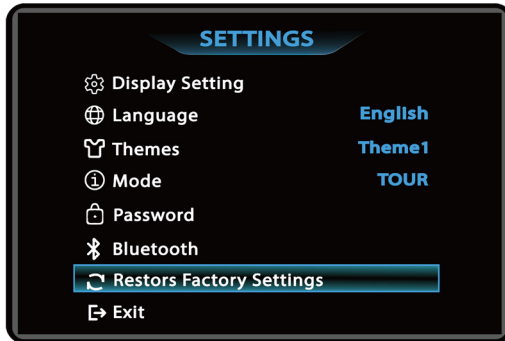 SETTINGS
Display Setting
Language English
Themes Theme1
Mode TOUR
Password
Bluetooth
Restors Factory Settings
Exit